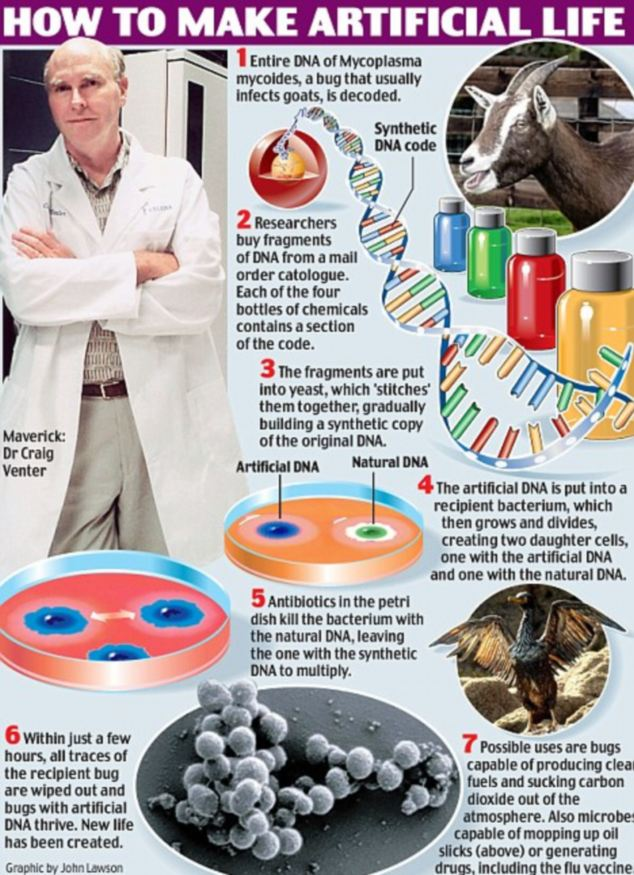 HOW TO MAKE ARTIFICIAL LIFE
1 Entire DNA of Mycoplasma
mycoides, a bug that usually
infects goats, is decoded.
Synthetic
DNA code
2 Researchers
buy fragments
of DNA from a mail
order catologue.
Each of the four
bottles of chemicals
contains a section
of the code.
3 The fragments are put
into yeast, which 'stitches'
them together, gradually
building a synthetic copy
of the original DNA.
Maverick:
Dr Craig
Venter
Artificial DNA
Natural DNA
4 The artificial DNA is put into a
recipient bacterium, which
then grows and divides,
creating two daughter cells,
one with the artificial DNA
and one with the natural DNA.
5 Antibiotics in the petri
dish kill the bacterium with
the natural DNA, leaving
the one with the synthetic
DNA to multiply.
6 Within just a few
hours, all traces of
the recipient bug
are wiped out and
bugs with artificial
DNA thrive. New life
has been created.
7 Possible uses are bugs
capable of producing clean
fuels and sucking carbon
dioxide out of the
atmosphere. Also microbes
capable of mopping up oil
slicks (above) or generating
drugs, including the flu vaccine
Graphic by John Lawson